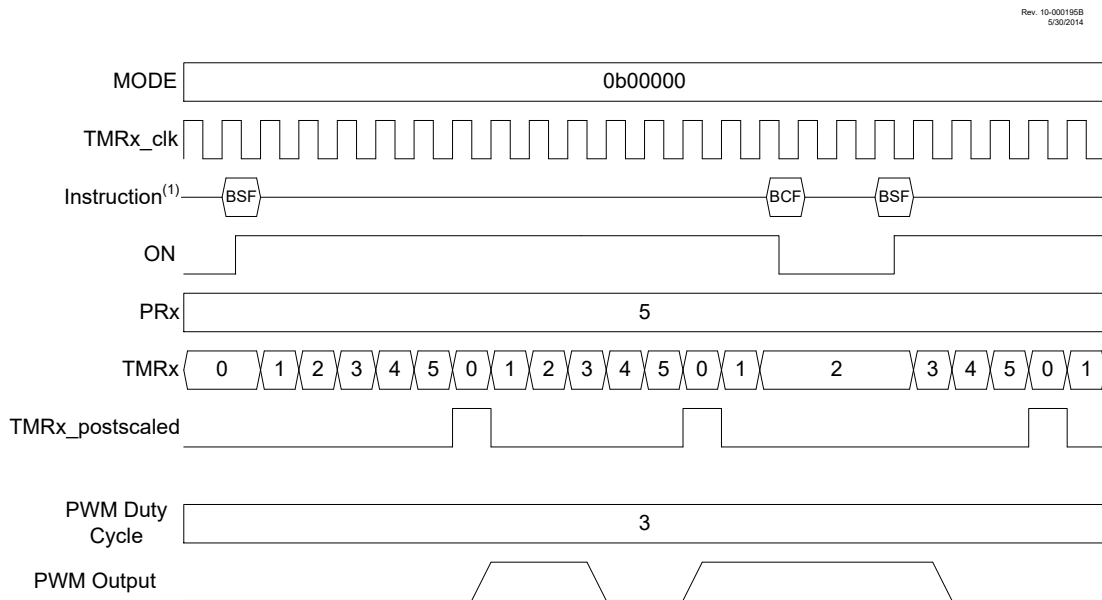 Rev. 10-000195B
5/30/2014
MODE 0b00000
TMRx_clk
Instruction(1) BSF BCF BSF
ON
PRx 5
TMRx 0 1 2 3 4 5 0 1 2 3 4 5 0 1 2 3 4 5 0 1
TMRx_postscaled
PWM Duty
Cycle 3
PWM Output